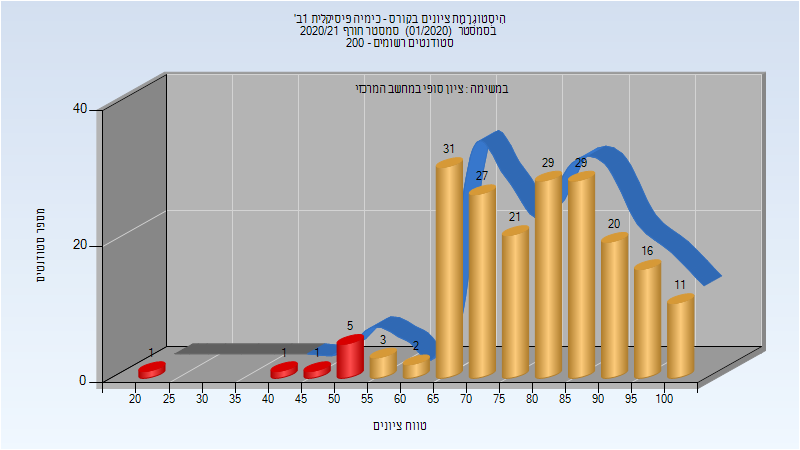 היסטוגרמת ציונים בקורס - כימיה פיסיקלית 1ב'
בסמסטר (01/2020) סמסטר חורף 2020/21
סטודנטים רשומים - 200
במשימה : ציון סופי במחשב המרכזי
מספר סטודנטים
40
20
0
1
1
1
5
3
2
31
27
21
29
29
20
16
11
20 25 30 35 40 45 50 55 60 65 70 75 80 85 90 95 100
טווח ציונים